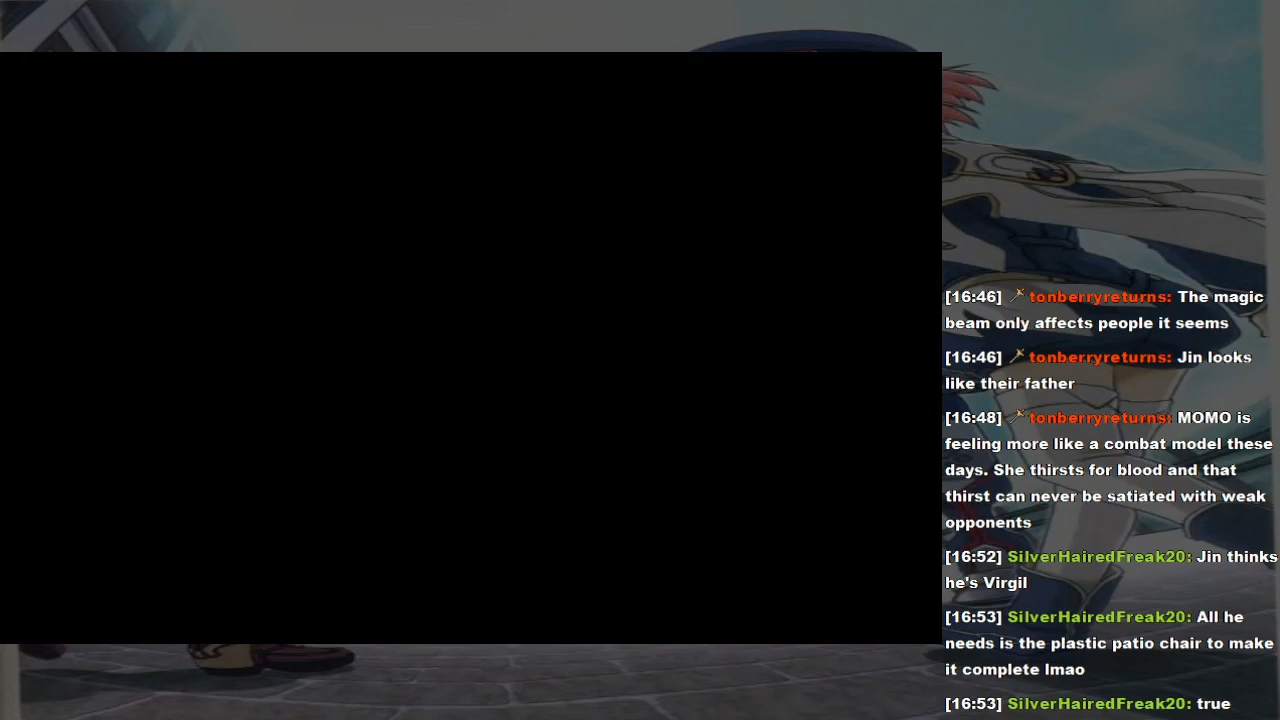 [16:46] tonberryreturns: The magic
beam only affects people it seems
[16:46] tonberryreturns: Jin looks
like their father
[16:48] tonberryreturns: MOMO is
feeling more like a combat model these
days. She thirsts for blood and that
thirst can never be satiated with weak
opponents
[16:52] SilverHairedFreak20: Jin thinks
he's Virgil
[16:53] SilverHairedFreak20: All he
needs is the plastic patio chair to make
it complete lmao
[16:53] SilverHairedFreak20: true